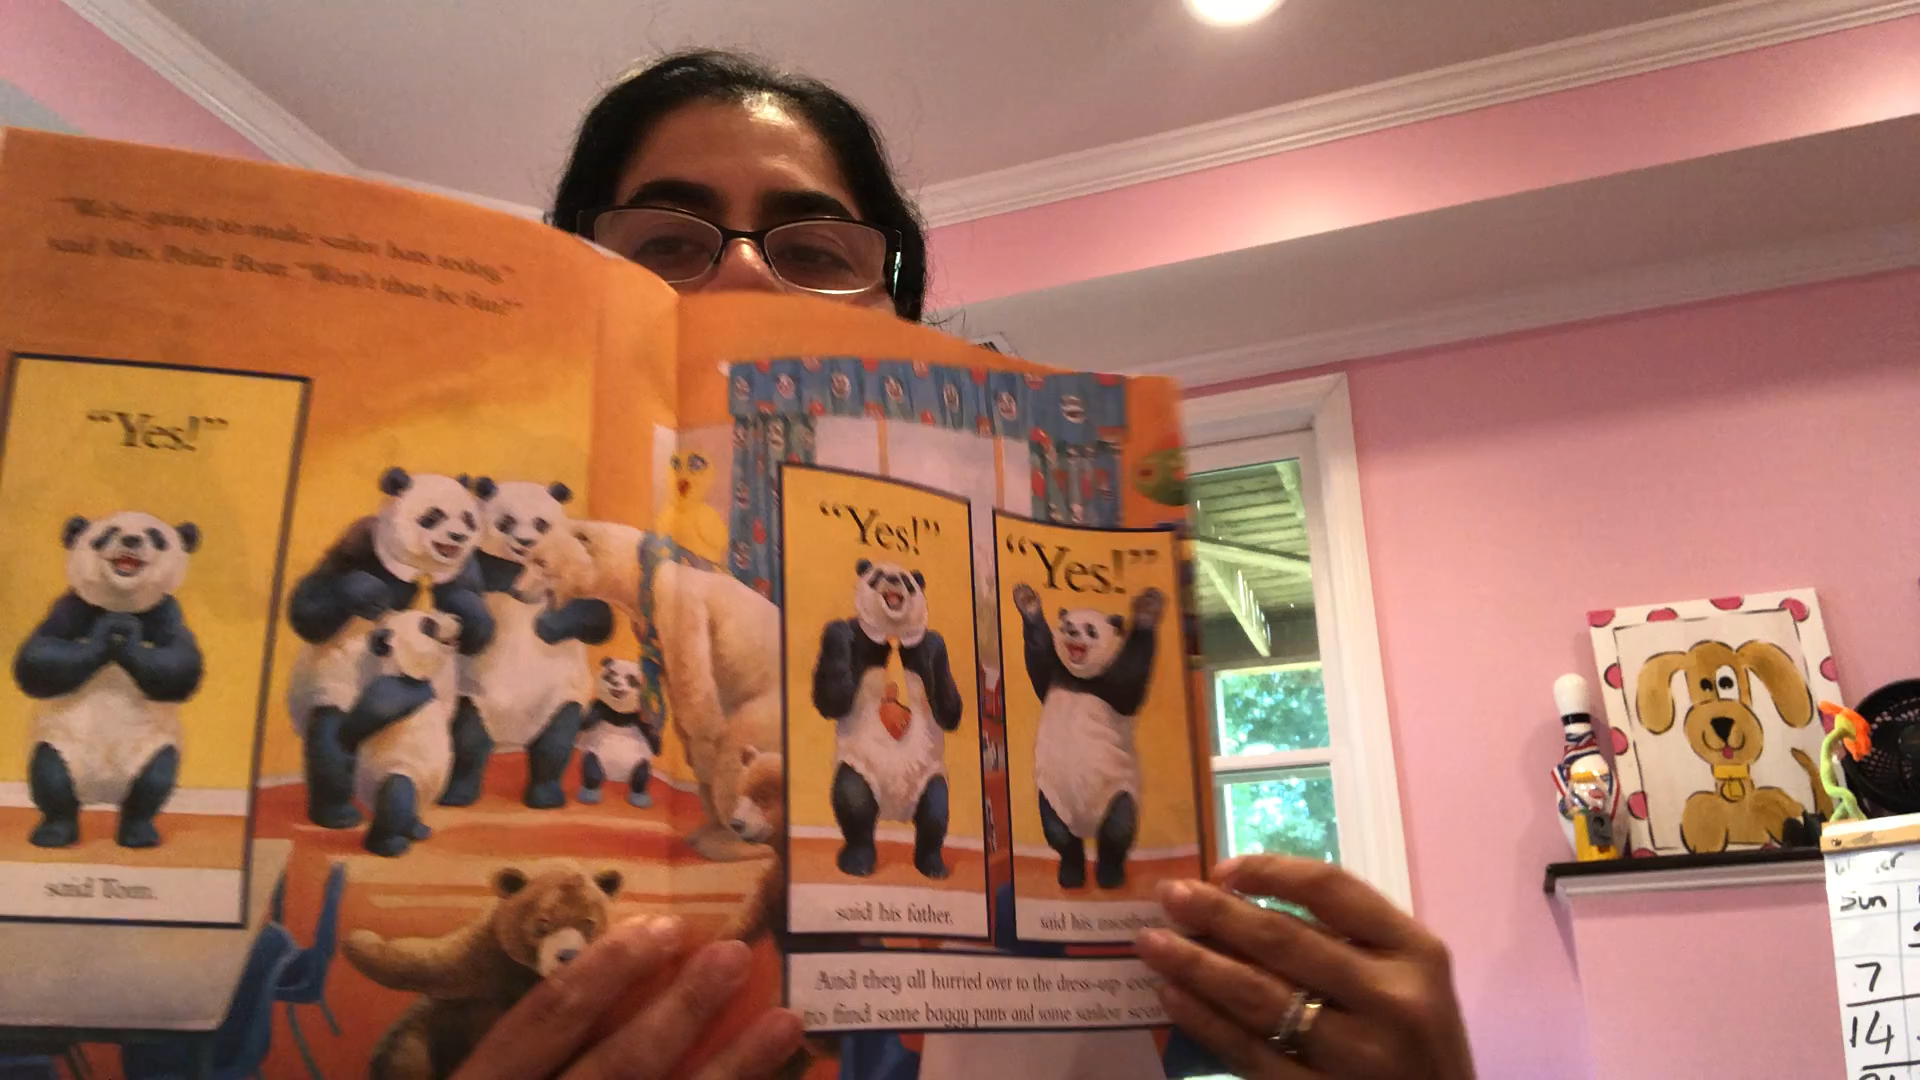 "We're going to make sailor hats today,"
said Mrs. Polar Bear. "Won't that be fun?"
"Yes!"
said Tom.
"Yes!"
said his father.
"Yes!"
said his mother.
And they all hurried over to the dress-up
to find some baggy pants and some sailor
Sun
7
14